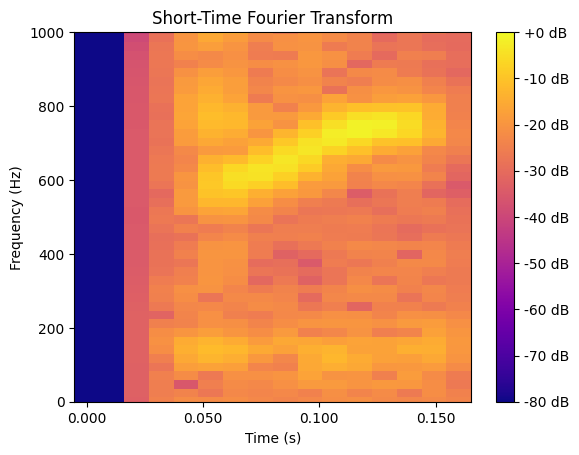 Short-Time Fourier Transform
1000
800
600
400
200
0
Frequency (Hz)
0.000
0.050
0.100
0.150
Time (s)
+0 dB
-10 dB
-20 dB
-30 dB
-40 dB
-50 dB
-60 dB
-70 dB
-80 dB